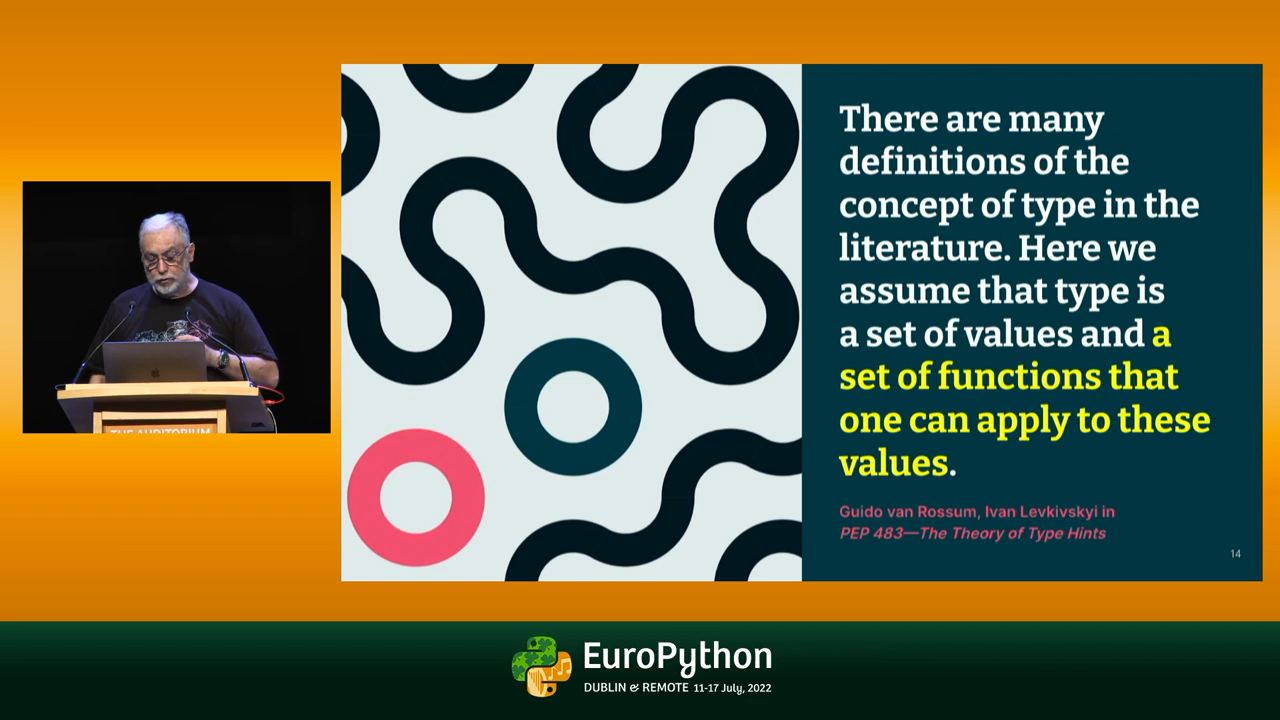 There are many
definitions of the
concept of type in the
literature. Here we
assume that type is
a set of values and a
set of functions that
one can apply to these
values.
Guido van Rossum, Ivan Levkivskyi in
PEP 483—The Theory of Type Hints
14
THE AUDITORIUM
EuroPython
DUBLIN & REMOTE 11-17 July, 2022